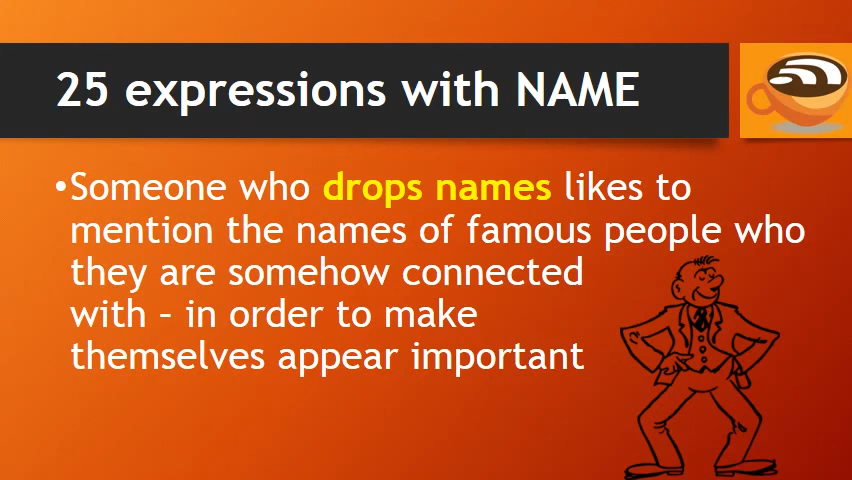 25 expressions with NAME
•Someone who drops names likes to
mention the names of famous people who
they are somehow connected
with – in order to make
themselves appear important